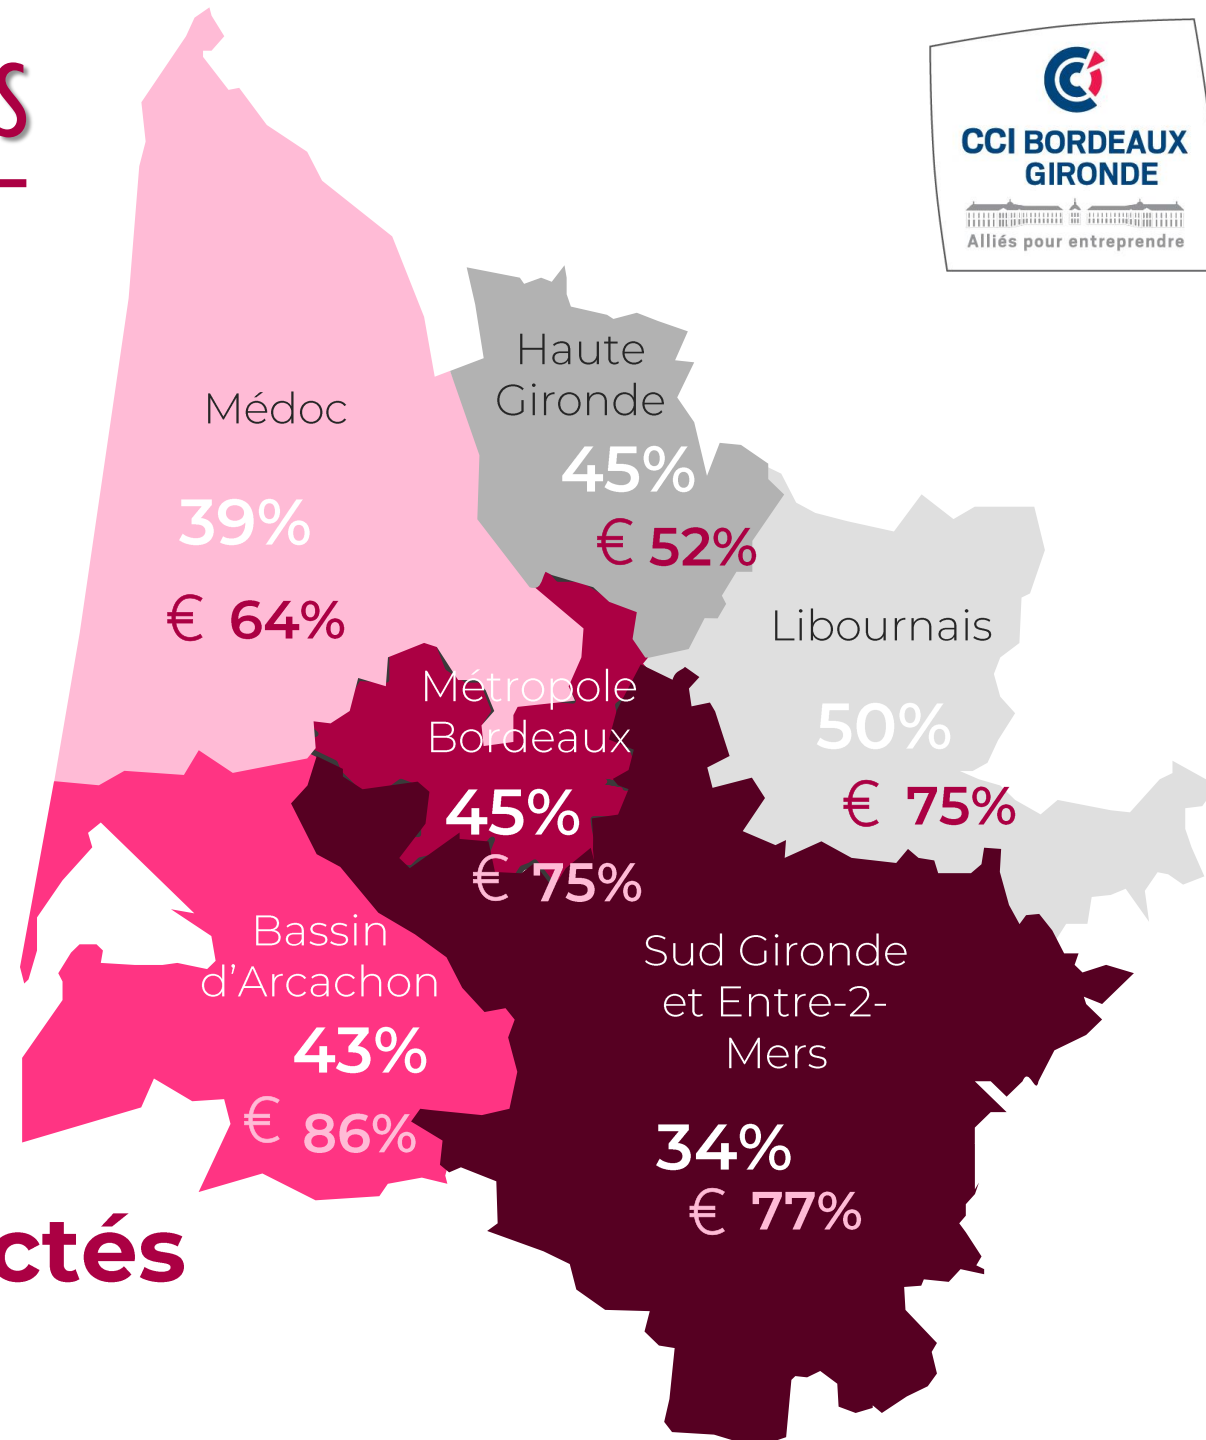 s
CCI BORDEAUX
GIRONDE
Alliés pour entreprendre
Haute
Gironde
45%
€ 52%
Médoc
39%
€ 64%
Libournais
50%
€ 75%
Métropole
Bordeaux
45%
€ 75%
Bassin
d'Arcachon
43%
€ 86%
Sud Gironde
et Entre-2-
Mers
34%
€ 77%
ctés